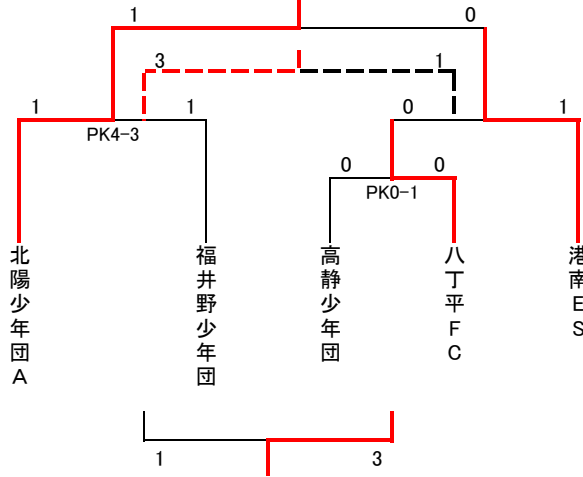 1 0
3 1
1 1 0 1
PK4-3
0 0
PK0-1
北陽少年団A
福井野少年団
高静少年団
八丁平FC
港南ES
1 3